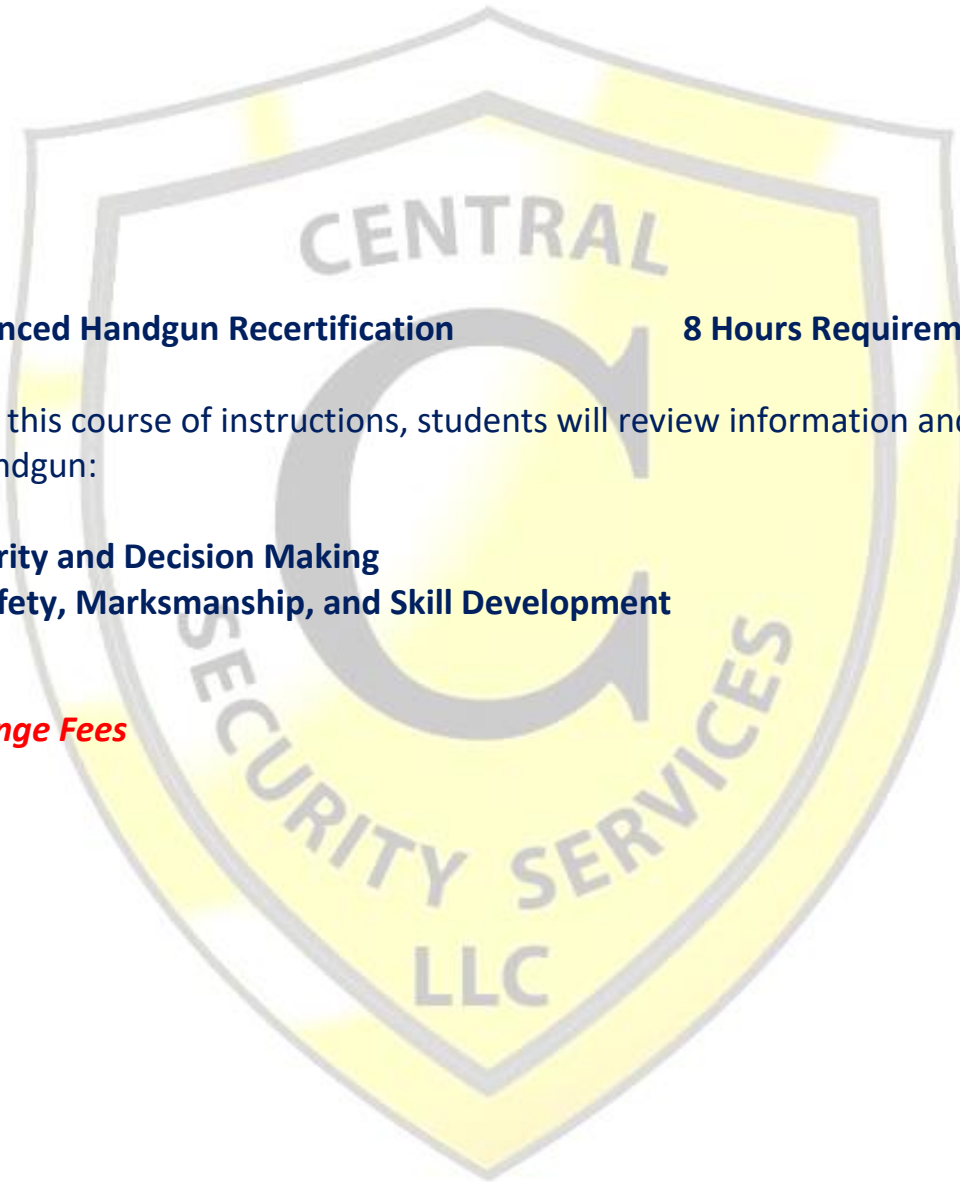 CENTRAL
nced Handgun Recertification 8 Hours Requirem
this course of instructions, students will review information and
ndgun:
rity and Decision Making
fety, Marksmanship, and Skill Development
SECURITY SERVICES
nge Fees
LLC